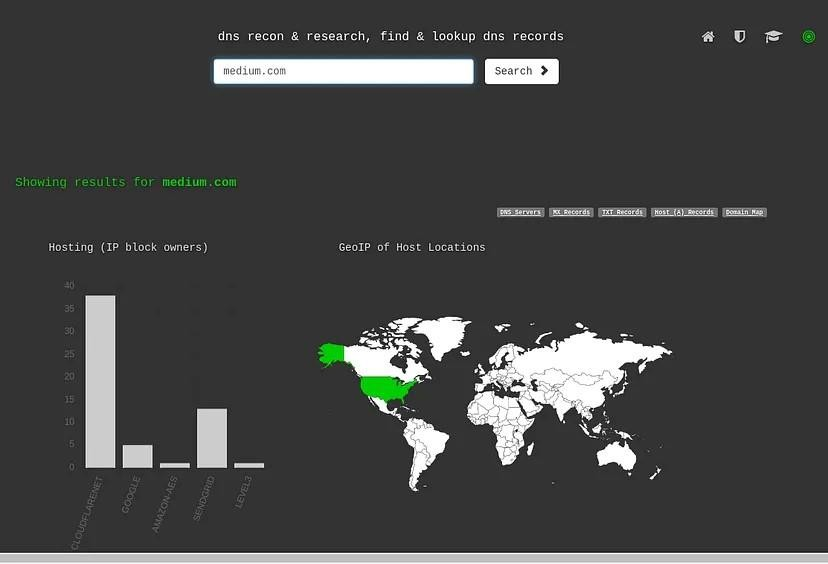 dns recon & research, find & lookup dns records
medium.com
Search
Showing results for medium.com
DNS Servers MX Records TXT Records Host (A) Records Domain Map
Hosting (IP block owners)
GeoIP of Host Locations
40
35
30
25
20
15
10
5
0
CLOUDFLARENET
GOOGLE
AMAZON-AES
SENDGRID
LEVEL3